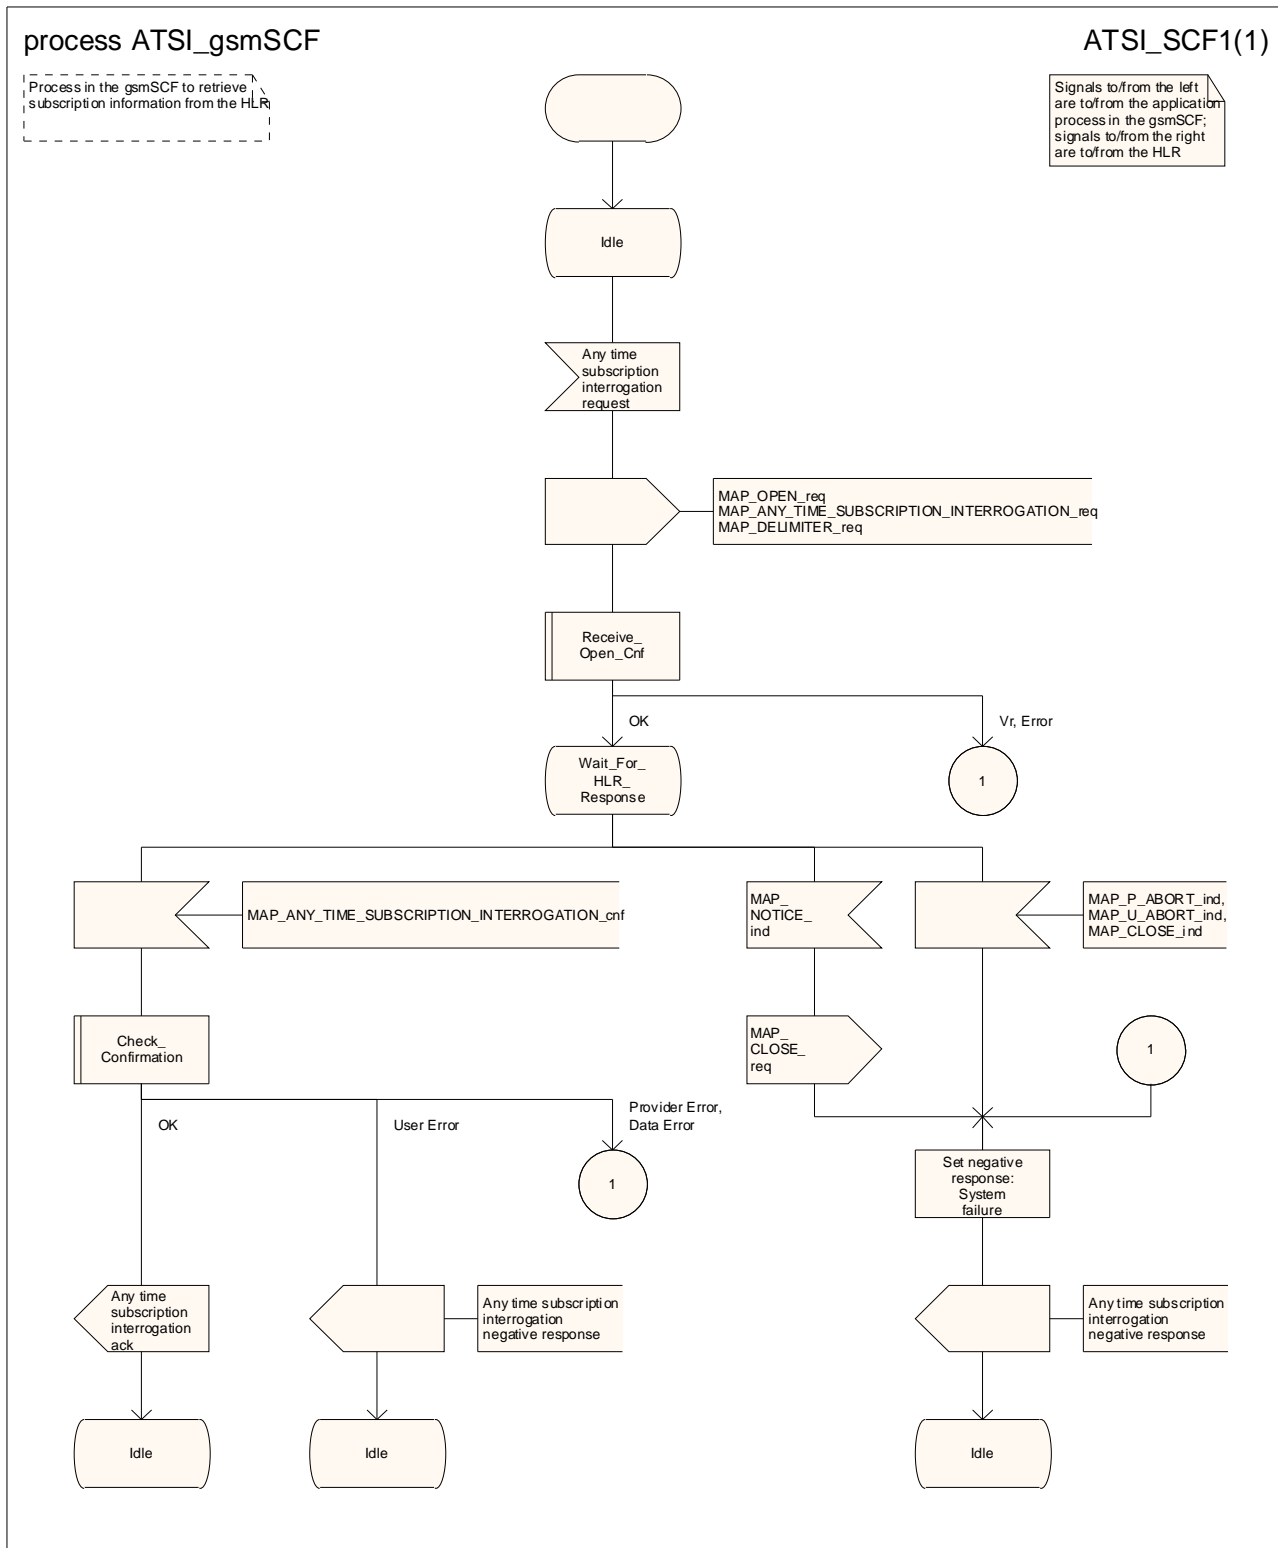 process ATSI_gsmSCF
ATSI_SCF1(1)
Process in the gsmSCF to retrieve
subscription information from the HLR
Signals to/from the left
are to/from the application
process in the gsmSCF;
signals to/from the right
are to/from the HLR
Idle
Any time
subscription
interrogation
request
MAP_OPEN_req
MAP_ANY_TIME_SUBSCRIPTION_INTERROGATION_req
MAP_DELIMITER_req
Receive_
Open_Cnf
OK
Vr, Error
Wait_For_
HLR_
Response
1
MAP_ANY_TIME_SUBSCRIPTION_INTERROGATION_cnf
MAP_
NOTICE_
ind
MAP_P_ABORT_ind,
MAP_U_ABORT_ind,
MAP_CLOSE_ind
Check_
Confirmation
MAP_
CLOSE_
req
1
OK
User Error
Provider Error,
Data Error
1
Set negative
response:
System
failure
Any time
subscription
interrogation
ack
Any time subscription
interrogation
negative response
Any time subscription
interrogation
negative response
Idle
Idle
Idle